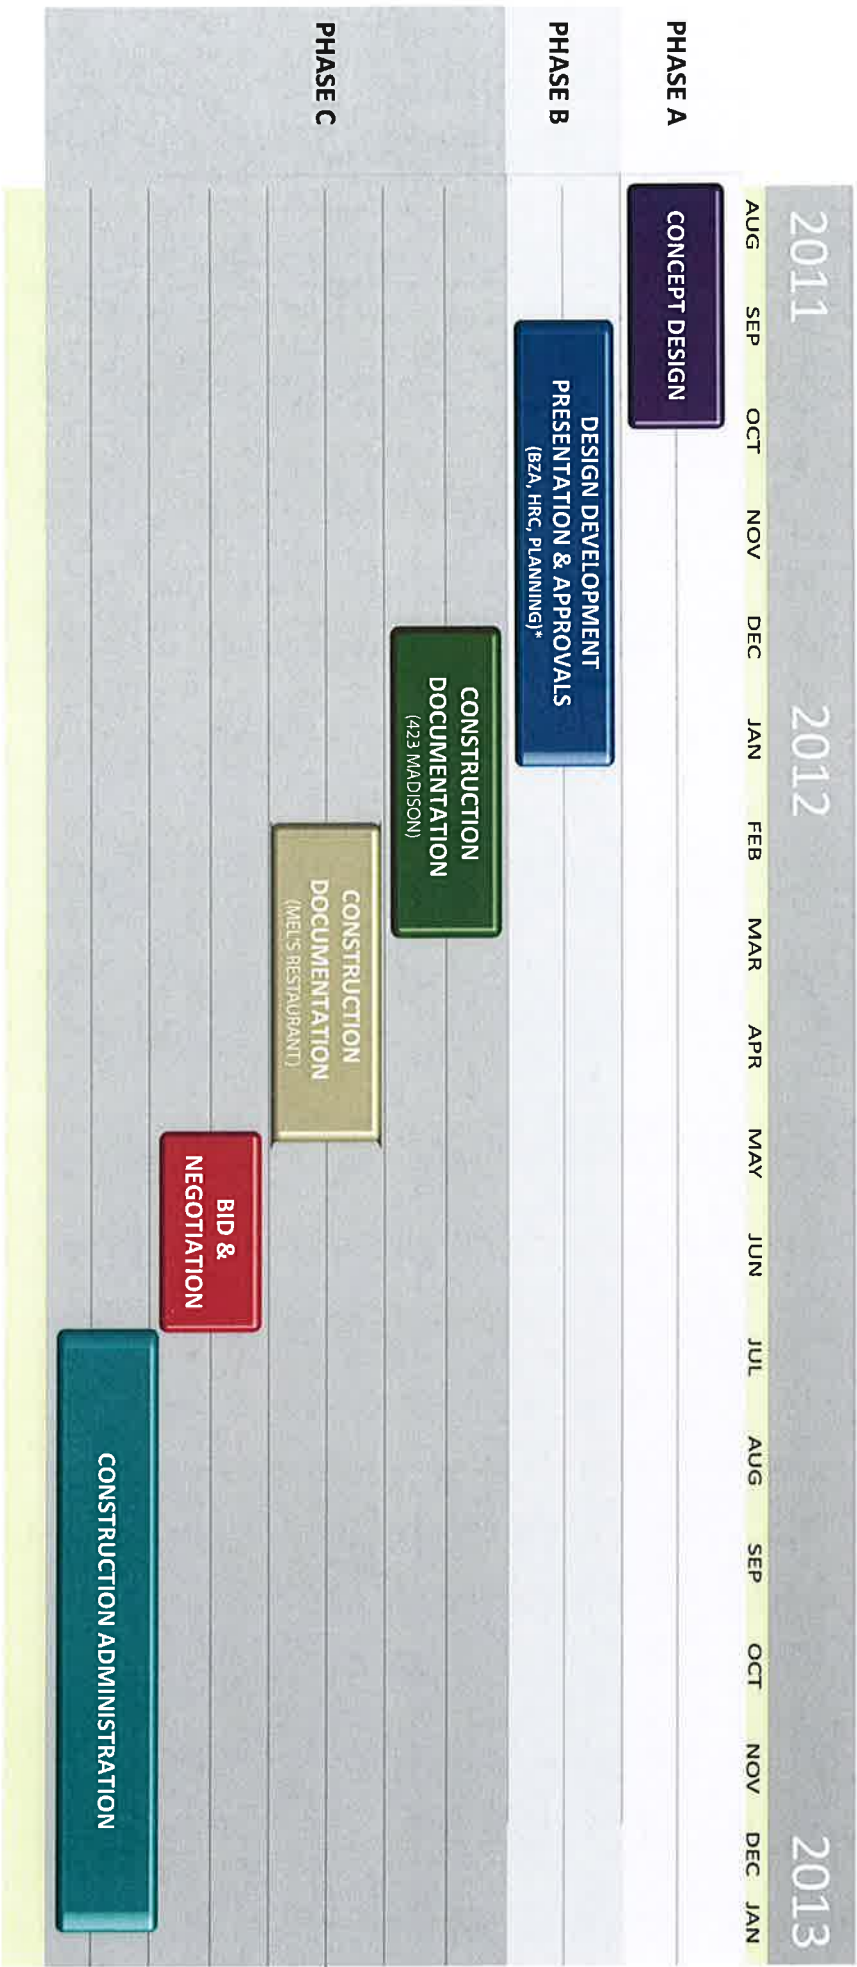 2011 2012 2013
AUG SEP OCT NOV DEC JAN FEB MAR APR MAY JUN JUL AUG SEP OCT NOV DEC JAN
PHASE A
CONCEPT DESIGN
PHASE B
DESIGN DEVELOPMENT
PRESENTATION & APPROVALS
(BZA, HRC, PLANNING)*
PHASE C
CONSTRUCTION
DOCUMENTATION
(423 MADISON)
CONSTRUCTION
DOCUMENTATION
(MEL'S RESTAURANT)
BID &
NEGOTIATION
CONSTRUCTION ADMINISTRATION